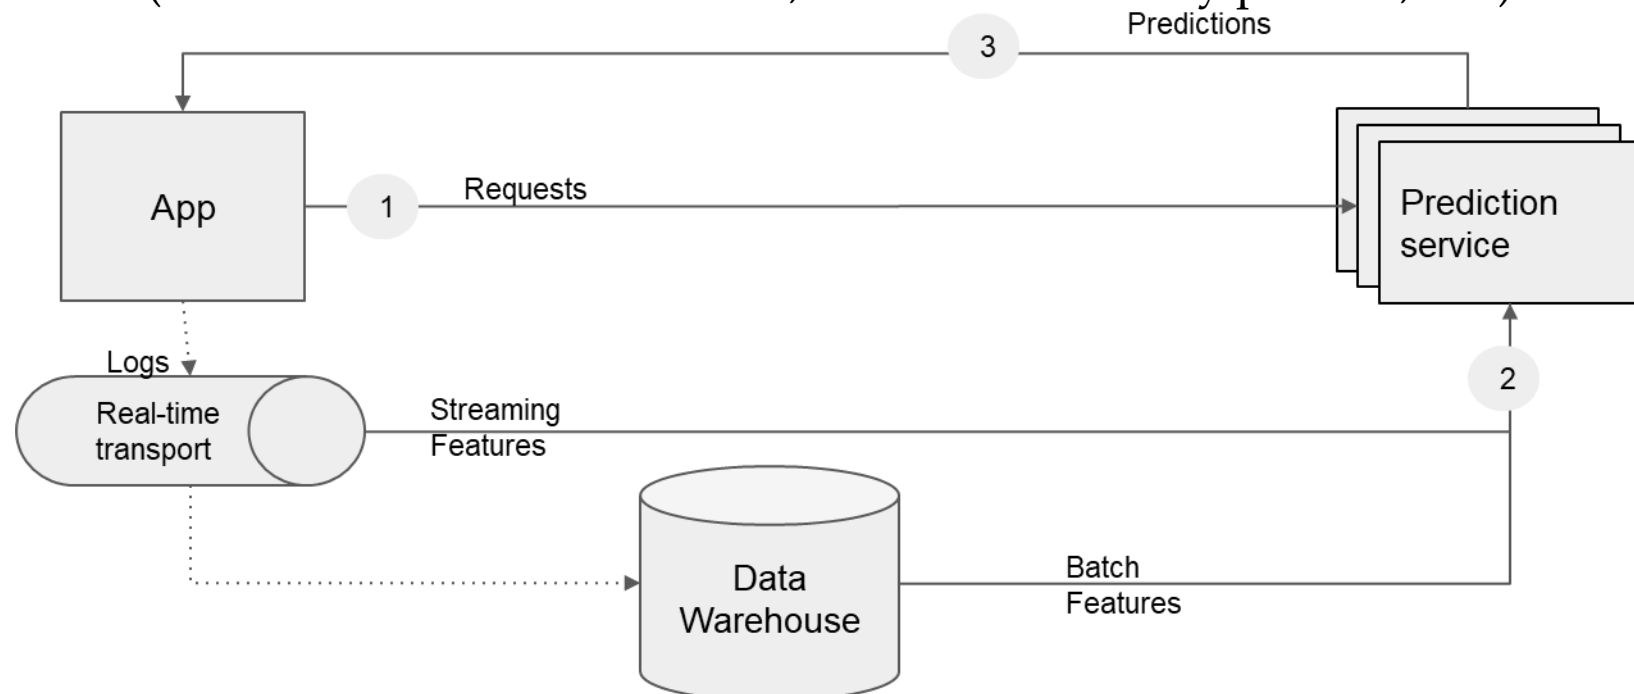 Predictions
3
App
1
Requests
Prediction
service
Logs
2
Real-time
transport
Streaming
Features
Data
Warehouse
Batch
Features